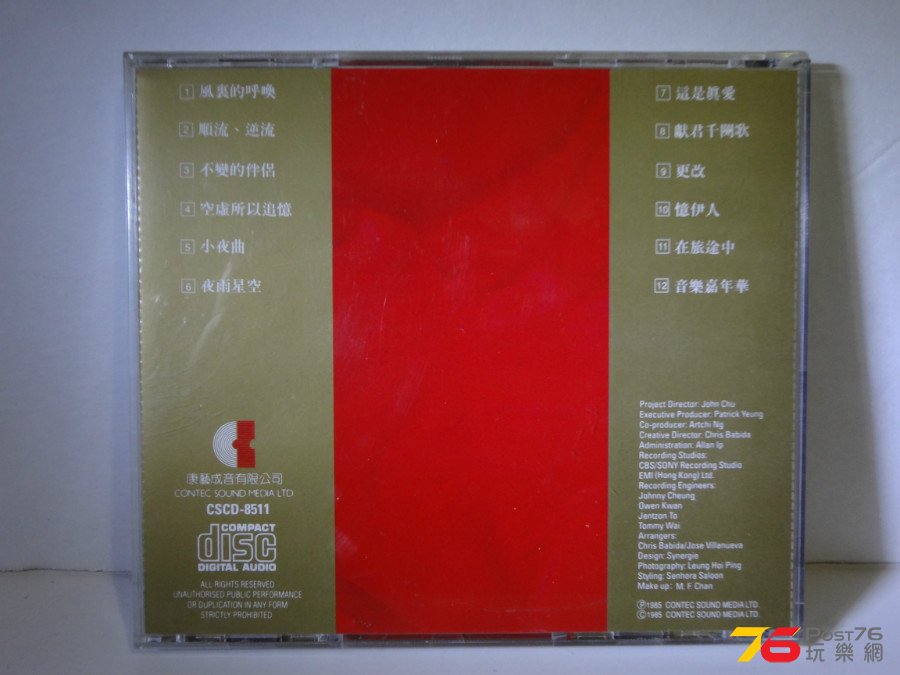 1 風裏的呼喚
2 順流、逆流
3 不變的伴侶
4 空虛所以追憶
5 小夜曲
6 夜雨星空
7 這是眞愛
8 獻君千闋歌
9 更改
10 憶伊人
11 在旅途中
12 音樂嘉年華
康藝成音有限公司
CONTEC SOUND MEDIA LTD
CSCD-8511
COMPACT
disc
DIGITAL AUDIO
ALL RIGHTS RESERVED
UNAUTHORISED PUBLIC PERFORMANCE
OR DUPLICATION IN ANY FORM
STRICTLY PROHIBITED
Project Director: John Chu
Executive Producer: Patrick Yeung
Co-producer: Artchi Ng
Creative Director: Chris Babida
Administration: Allan Ip
Recording Studios:
CBS/SONY Recording Studio
EMI (Hong Kong) Ltd.
Recording Engineers:
Johnny Cheung
Owen Kwan
Jentzon To
Tommy Wai
Arrangers:
Chris Babida/Jose Villanueva
Design: Synergie
Photography: Leung Hoi Ping
Styling: Senhora Saloon
Make up: M. F. Chan
Ⓟ1985 CONTEC SOUND MEDIA LTD.
©1985 CONTEC SOUND MEDIA LTD.
76 POST76
玩樂網